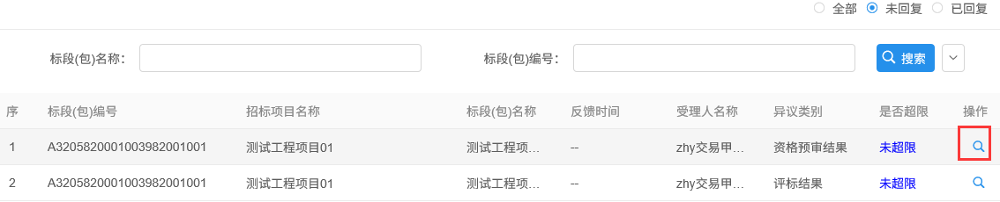 全部 未回复 已回复
标段(包)名称： 标段(包)编号： 搜索
序 标段(包)编号 招标项目名称 标段(包)名称 反馈时间 受理人名称 异议类别 是否超限 操作
1 A3205820001003982001001 测试工程项目01 测试工程项... -- zhy交易甲... 资格预审结果 未超限
2 A3205820001003982001001 测试工程项目01 测试工程项... -- zhy交易甲... 评标结果 未超限